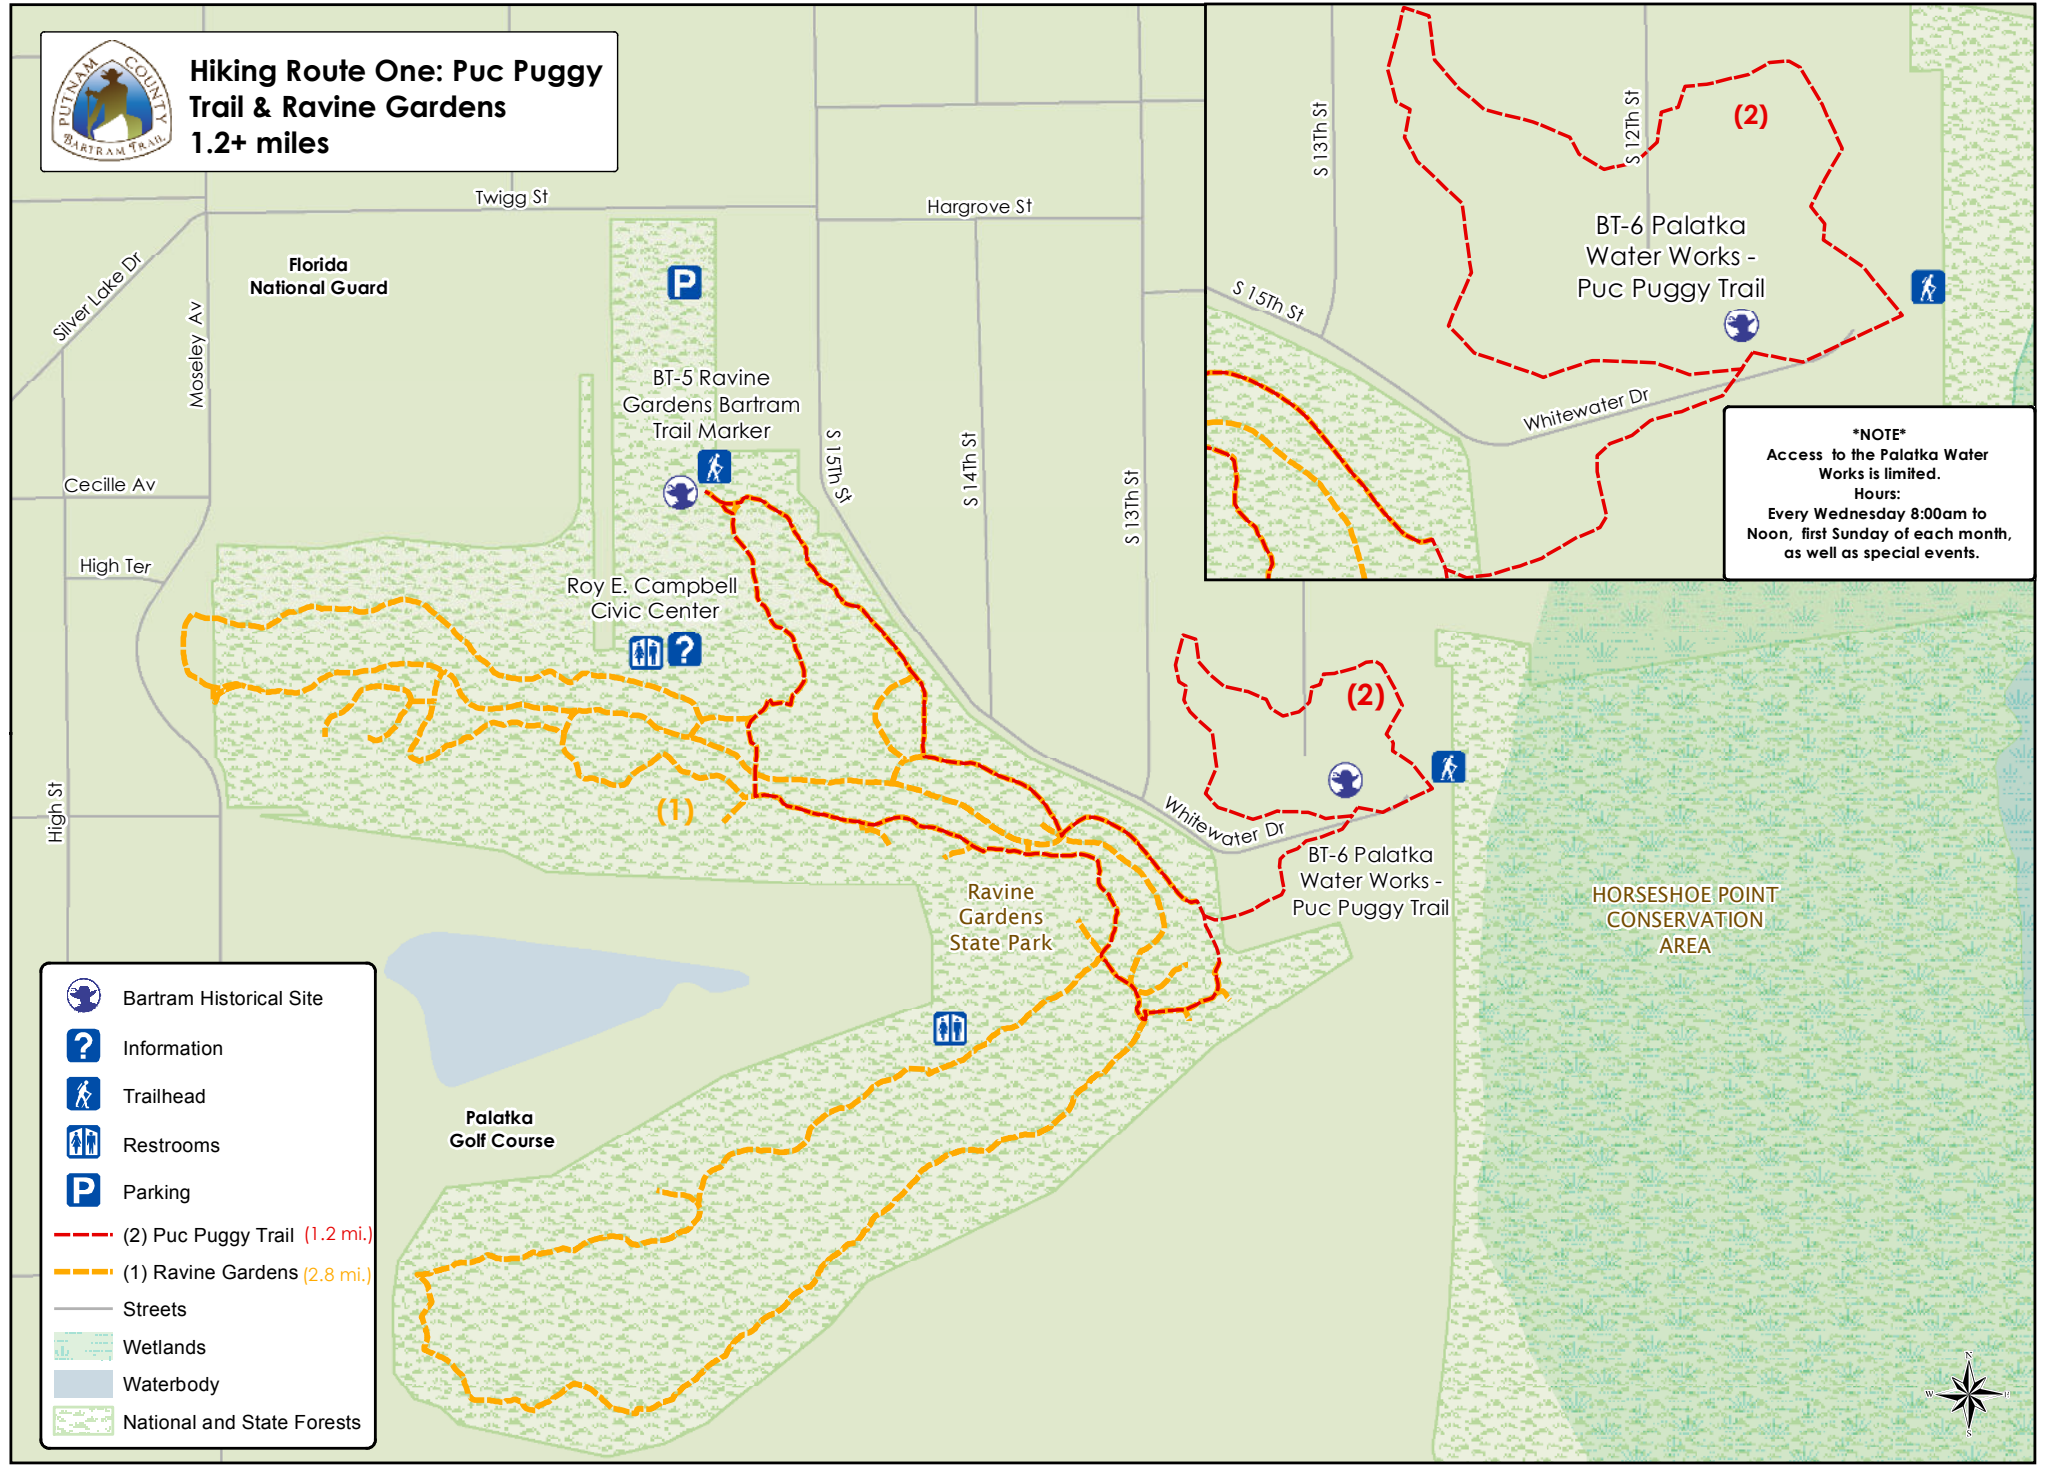 PUTNAM COUNTY
BARTRAM TRAIL
Hiking Route One: Puc Puggy
Trail & Ravine Gardens
1.2+ miles
Twigg St
Hargrove St
Silver Lake Dr
Moseley Av
Florida
National Guard
P
BT-5 Ravine
Gardens Bartram
Trail Marker
S 15Th St
S 14Th St
S 13Th St
Cecille Av
High Ter
High St
Roy E. Campbell
Civic Center
?
(1)
Ravine
Gardens
State Park
Palatka
Golf Course
Whitewater Dr
(2)
BT-6 Palatka
Water Works -
Puc Puggy Trail
HORSESHOE POINT
CONSERVATION
AREA
S 13Th St
S 12Th St
(2)
BT-6 Palatka
Water Works -
Puc Puggy Trail
S 15Th St
Whitewater Dr
*NOTE*
Access to the Palatka Water
Works is limited.
Hours:
Every Wednesday 8:00am to
Noon, first Sunday of each month,
as well as special events.
Bartram Historical Site
? Information
Trailhead
Restrooms
P Parking
(2) Puc Puggy Trail (1.2 mi.)
(1) Ravine Gardens (2.8 mi.)
Streets
Wetlands
Waterbody
National and State Forests
N
W E
S